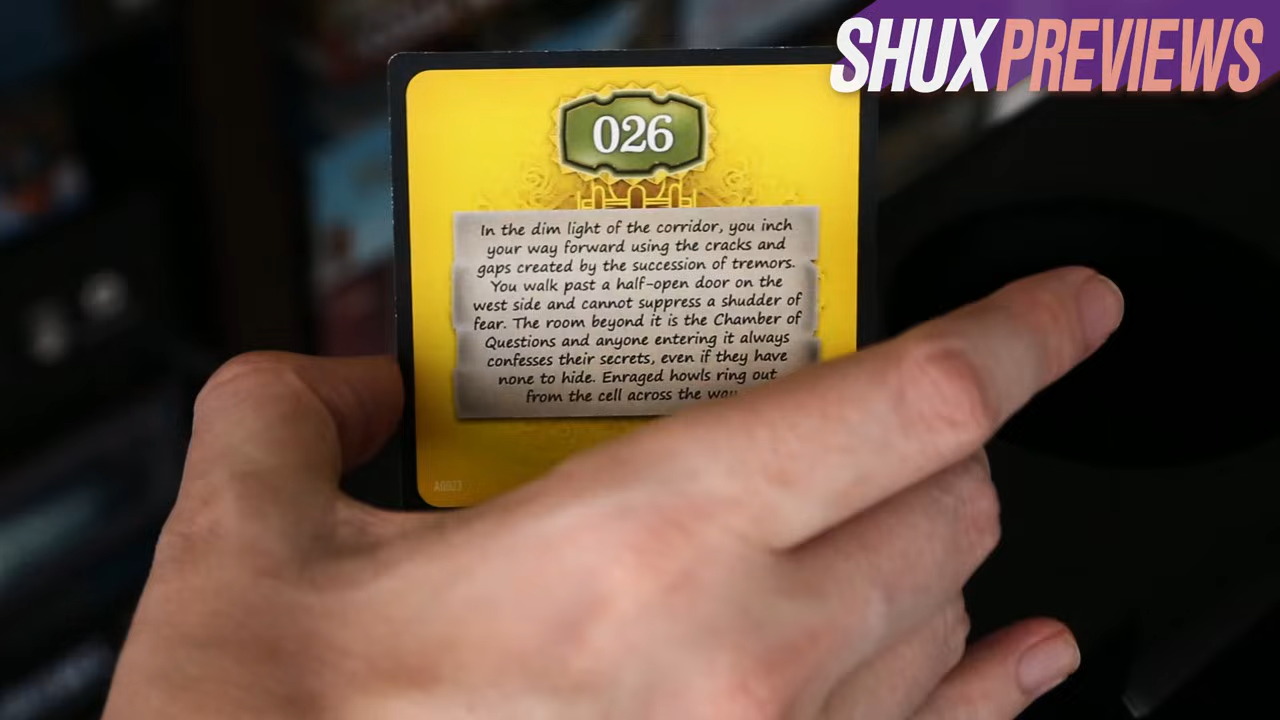 SHUX PREVIEWS
026
In the dim light of the corridor, you inch
your way forward using the cracks and
gaps created by the succession of tremors.
You walk past a half-open door on the
west side and cannot suppress a shudder of
fear. The room beyond it is the Chamber of
Questions and anyone entering it always
confesses their secrets, even if they have
none to hide. Enraged howls ring out
from the cell across the way
A0023